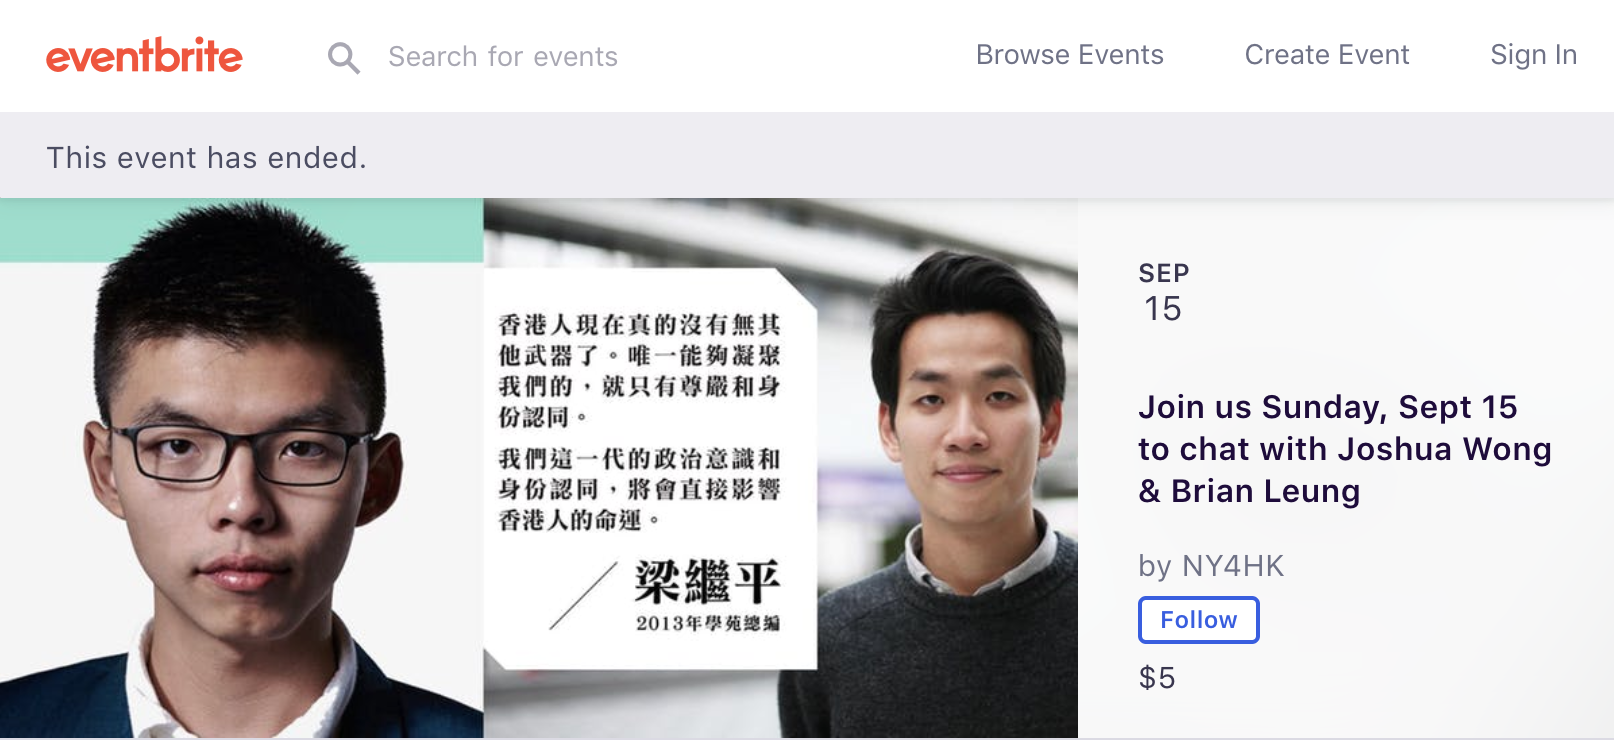 eventbrite
Search for events
Browse Events
Create Event
Sign In
This event has ended.
香港人現在真的沒有無其
他武器了。唯一能夠凝聚
我們的，就只有尊嚴和身
份認同。
我們這一代的政治意識和
身份認同，將會直接影響
香港人的命運。
梁繼平
2013年學苑總編
SEP
15
Join us Sunday, Sept 15
to chat with Joshua Wong
& Brian Leung
by NY4HK
Follow
$5